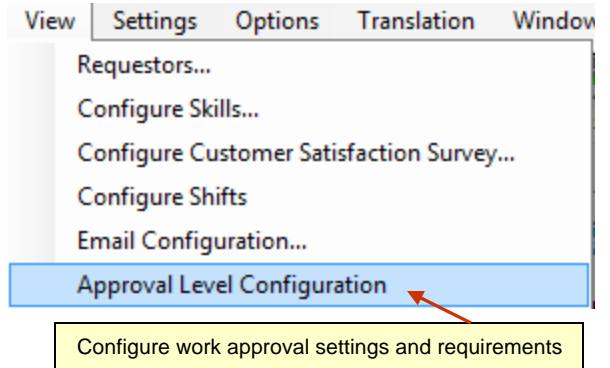 View Settings Options Translation Window
Requestors...
Configure Skills...
Configure Customer Satisfaction Survey...
Configure Shifts
Email Configuration...
Approval Level Configuration
Configure work approval settings and requirements